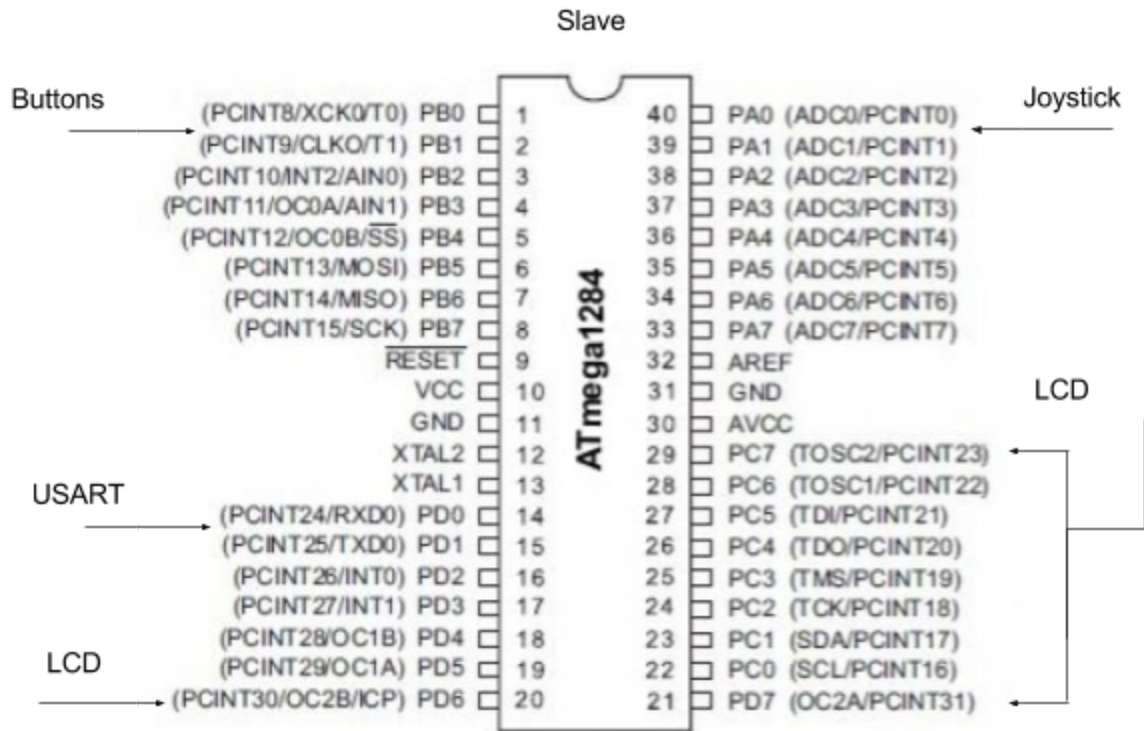 Slave
Buttons
Joystick
(PCINT8/XCK0/T0) PB0 1 40 PA0 (ADC0/PCINT0)
(PCINT9/CLKO/T1) PB1 2 39 PA1 (ADC1/PCINT1)
(PCINT10/INT2/AIN0) PB2 3 38 PA2 (ADC2/PCINT2)
(PCINT11/OC0A/AIN1) PB3 4 37 PA3 (ADC3/PCINT3)
(PCINT12/OC0B/SS) PB4 5 36 PA4 (ADC4/PCINT4)
(PCINT13/MOSI) PB5 6 35 PA5 (ADC5/PCINT5)
(PCINT14/MISO) PB6 7 34 PA6 (ADC6/PCINT6)
(PCINT15/SCK) PB7 8 33 PA7 (ADC7/PCINT7)
RESET 9 32 AREF
VCC 10 31 GND
GND 11 30 AVCC
XTAL2 12 29 PC7 (TOSC2/PCINT23)
XTAL1 13 28 PC6 (TOSC1/PCINT22)
(PCINT24/RXD0) PD0 14 27 PC5 (TDI/PCINT21)
(PCINT25/TXD0) PD1 15 26 PC4 (TDO/PCINT20)
(PCINT26/INT0) PD2 16 25 PC3 (TMS/PCINT19)
(PCINT27/INT1) PD3 17 24 PC2 (TCK/PCINT18)
(PCINT28/OC1B) PD4 18 23 PC1 (SDA/PCINT17)
(PCINT29/OC1A) PD5 19 22 PC0 (SCL/PCINT16)
(PCINT30/OC2B/ICP) PD6 20 21 PD7 (OC2A/PCINT31)
ATmega1284
LCD
USART
LCD